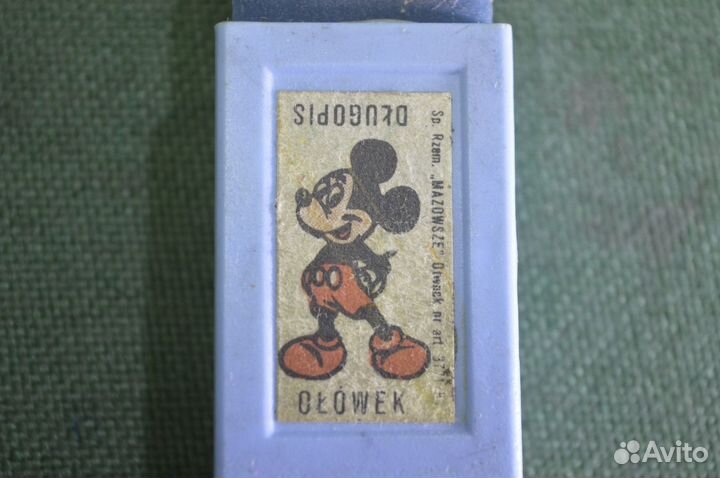 DŁUGOPIS
Sp. Rzem. „MAZOWSZE” Otwock nr art.
OŁÓWEK
Avito